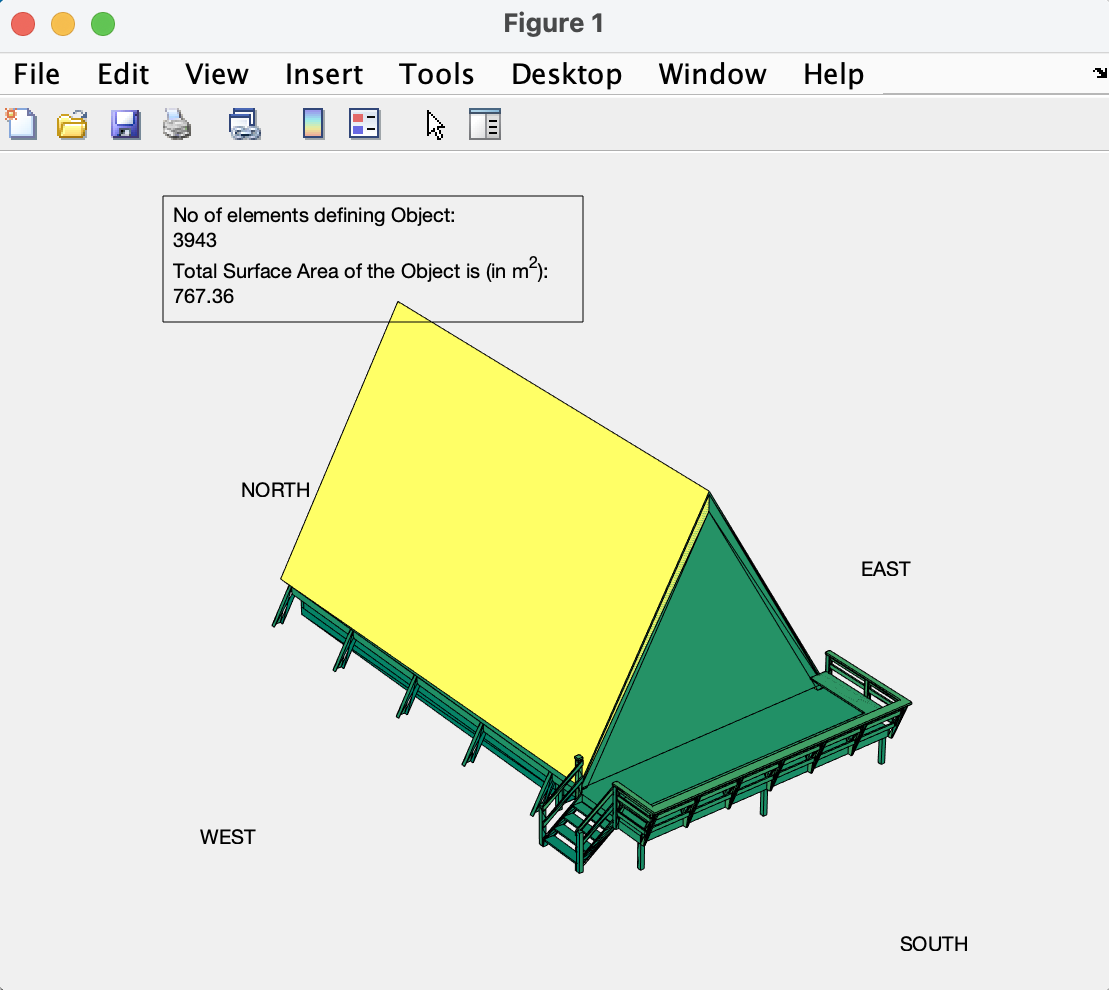 Figure 1
File Edit View Insert Tools Desktop Window Help
No of elements defining Object:
3943
Total Surface Area of the Object is (in m²):
767.36
NORTH
EAST
WEST
SOUTH